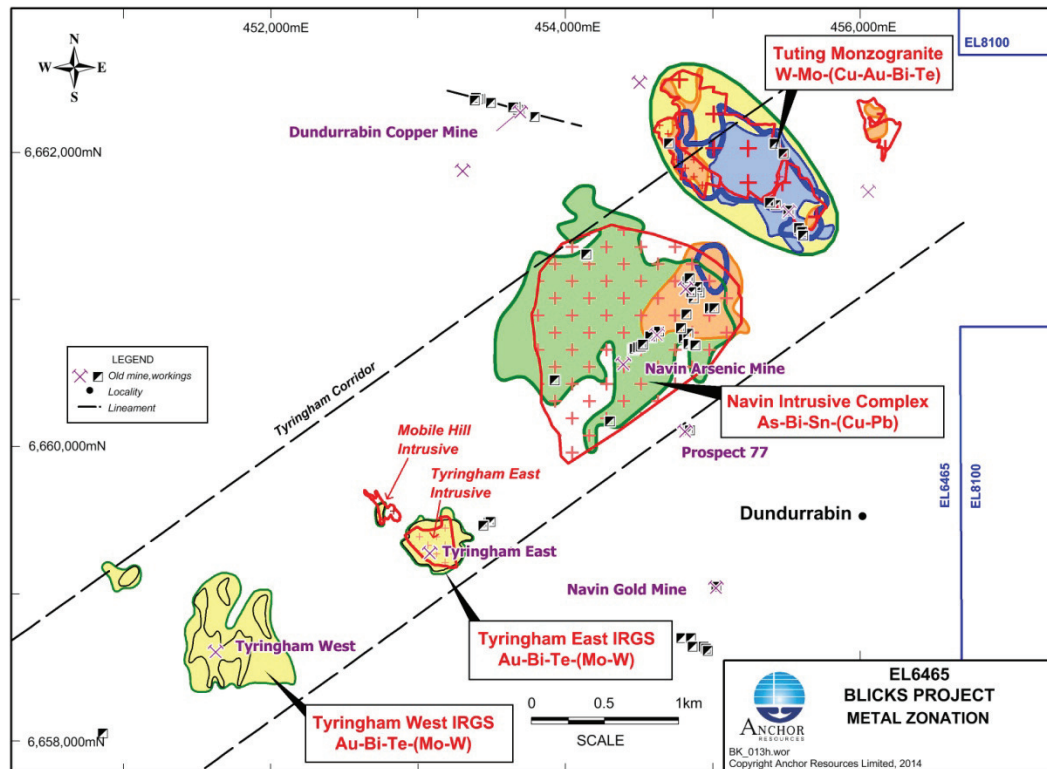 452,000mE
454,000mE
456,000mE
EL8100
N
W E
S
Tuting Monzogranite
W-Mo-(Cu-Au-Bi-Te)
Dundurrabin Copper Mine
6,662,000mN
LEGEND
Old mine,workings
Locality
Lineament
Tyringham Corridor
Navin Arsenic Mine
Navin Intrusive Complex
As-Bi-Sn-(Cu-Pb)
6,660,000mN
Prospect 77
Mobile Hill
Intrusive
Tyringham East
Intrusive
EL6465
EL8100
Dundurrabin
Tyringham East
Navin Gold Mine
Tyringham West
Tyringham East IRGS
Au-Bi-Te-(Mo-W)
Tyringham West IRGS
Au-Bi-Te-(Mo-W)
6,658,000mN
0 0.5 1km
SCALE
EL6465
BLICKS PROJECT
METAL ZONATION
ANCHOR
RESOURCES
BK_013h.wor
Copyright Anchor Resources Limited, 2014